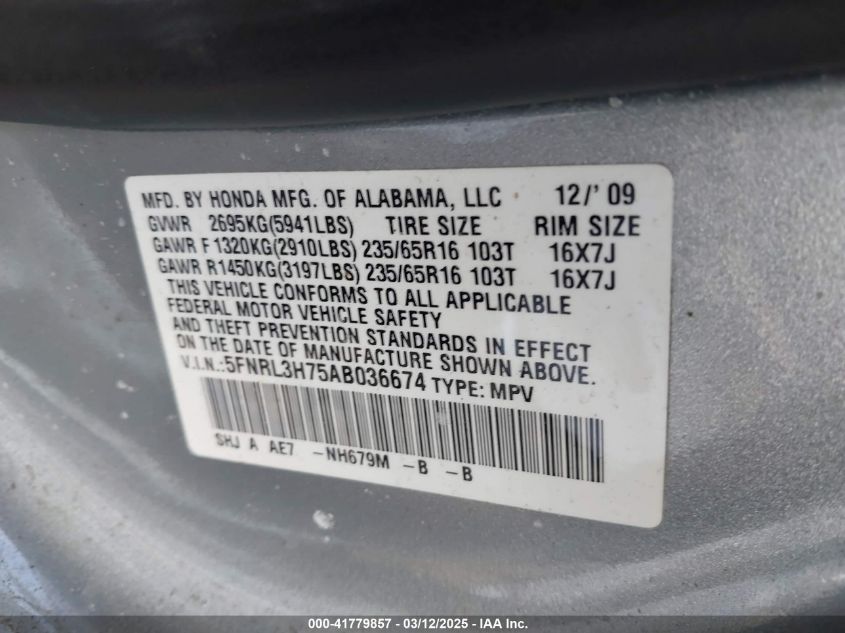 MFD. BY HONDA MFG. OF ALABAMA, LLC 12/'09
GVWR 2695KG(5941LBS) TIRE SIZE RIM SIZE
GAWR F 1320KG(2910LBS) 235/65R16 103T 16X7J
GAWR R1450KG(3197LBS) 235/65R16 103T 16X7J
THIS VEHICLE CONFORMS TO ALL APPLICABLE
FEDERAL MOTOR VEHICLE SAFETY
AND THEFT PREVENTION STANDARDS IN EFFECT
ON THE DATE OF MANUFACTURE SHOWN ABOVE.
V.I.N.:5FNRL3H75AB036674 TYPE: MPV
SHJ A AE7 -NH679M -B -B
000-41779857 - 03/12/2025 - IAA Inc.